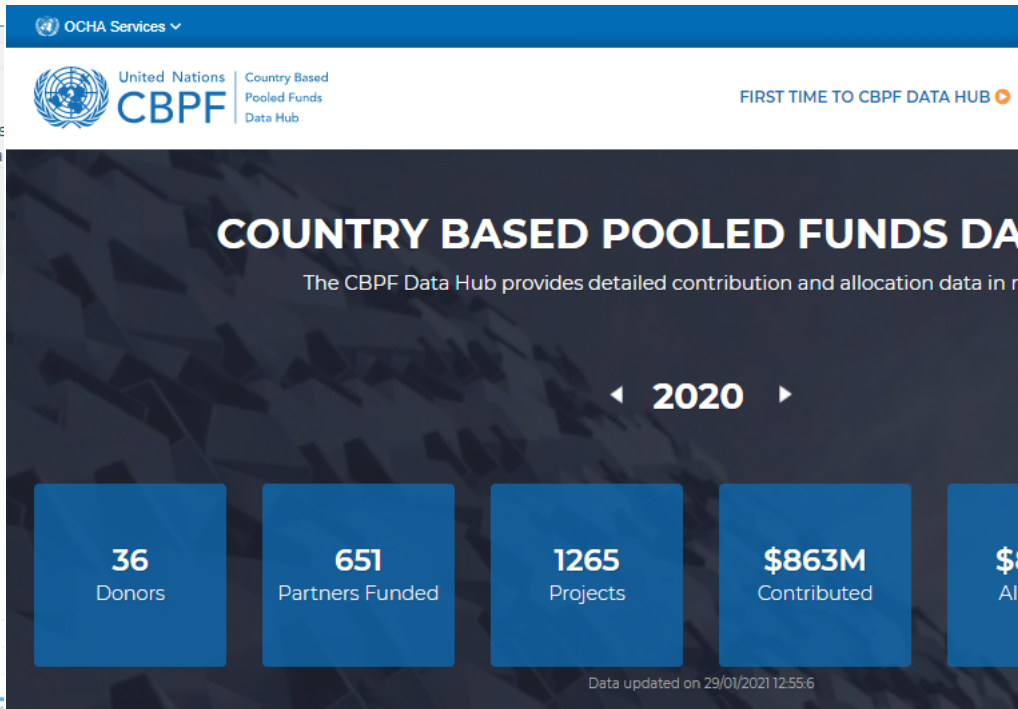 OCHA Services
United Nations
CBPF
Country Based
Pooled Funds
Data Hub
FIRST TIME TO CBPF DATA HUB
COUNTRY BASED POOLED FUNDS DA
The CBPF Data Hub provides detailed contribution and allocation data in r
2020
36
Donors
651
Partners Funded
1265
Projects
$863M
Contributed
$8
Al
Data updated on 29/01/2021 12:55:6